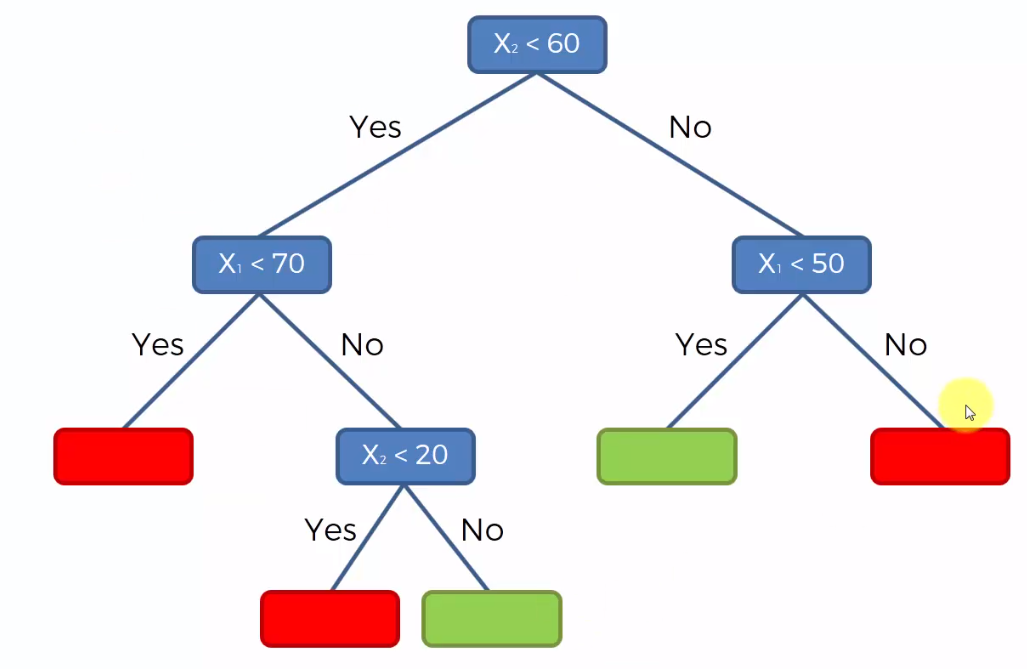 X₂ < 60
Yes
No
X₁ < 70
X₁ < 50
Yes
No
Yes
No
X₂ < 20
Yes
No